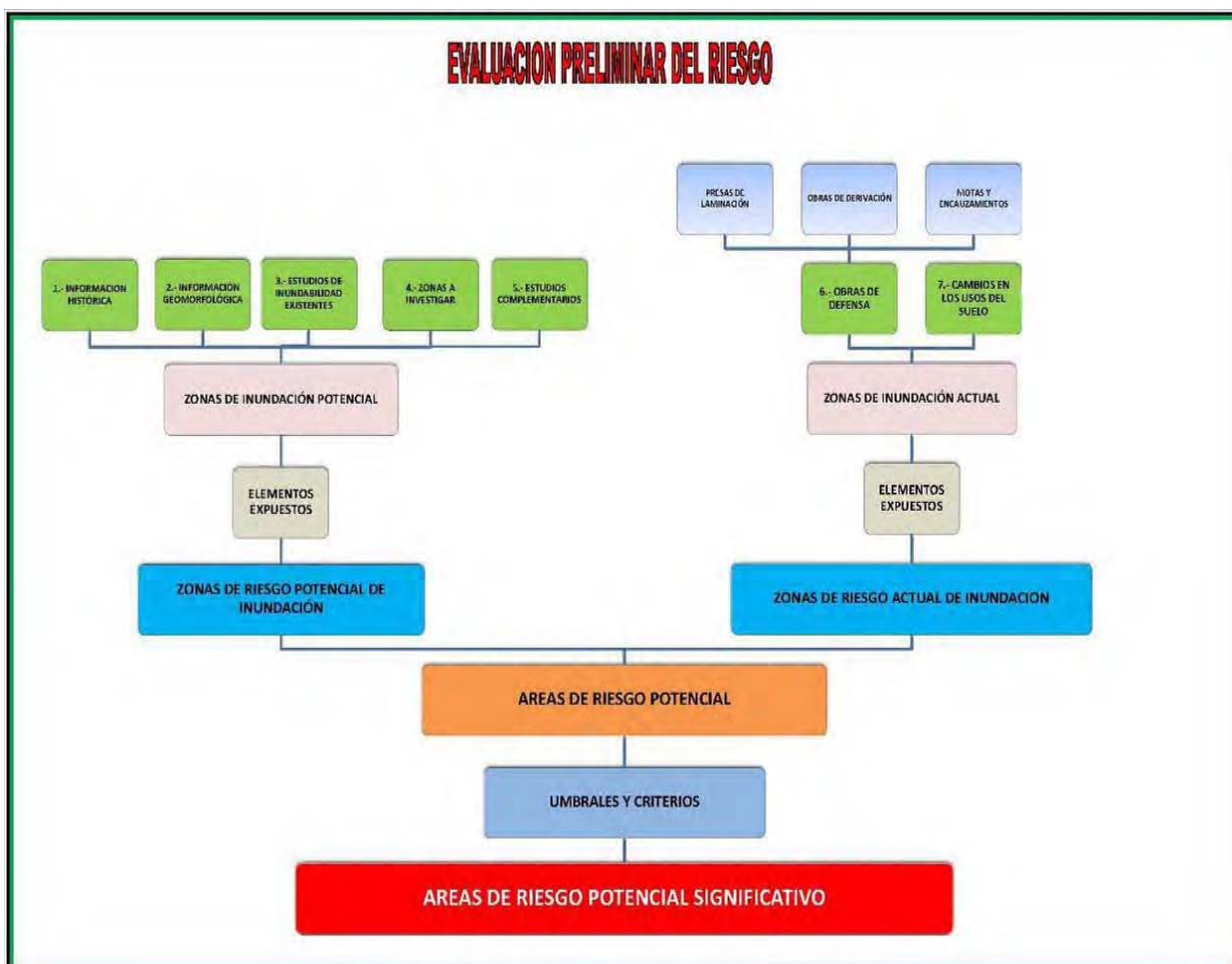 EVALUACION PRELIMINAR DEL RIESGO
PRESAS DE
LAMINACIÓN
OBRAS DE DERIVACIÓN
MOTAS Y
ENCAUZAMIENTOS
1.- INFORMACION
HISTÓRICA
2.- INFORMACIÓN
GEOMORFOLÓGICA
3.- ESTUDIOS DE
INUNDABILIDAD
EXISTENTES
4.- ZONAS A
INVESTIGAR
5.- ESTUDIOS
COMPLEMENTARIOS
6.- OBRAS DE
DEFENSA
7.- CAMBIOS EN
LOS USOS DEL
SUELO
ZONAS DE INUNDACIÓN POTENCIAL
ZONAS DE INUNDACIÓN ACTUAL
ELEMENTOS
EXPUESTOS
ELEMENTOS
EXPUESTOS
ZONAS DE RIESGO POTENCIAL DE
INUNDACIÓN
ZONAS DE RIESGO ACTUAL DE INUNDACION
AREAS DE RIESGO POTENCIAL
UMBRALES Y CRITERIOS
AREAS DE RIESGO POTENCIAL SIGNIFICATIVO